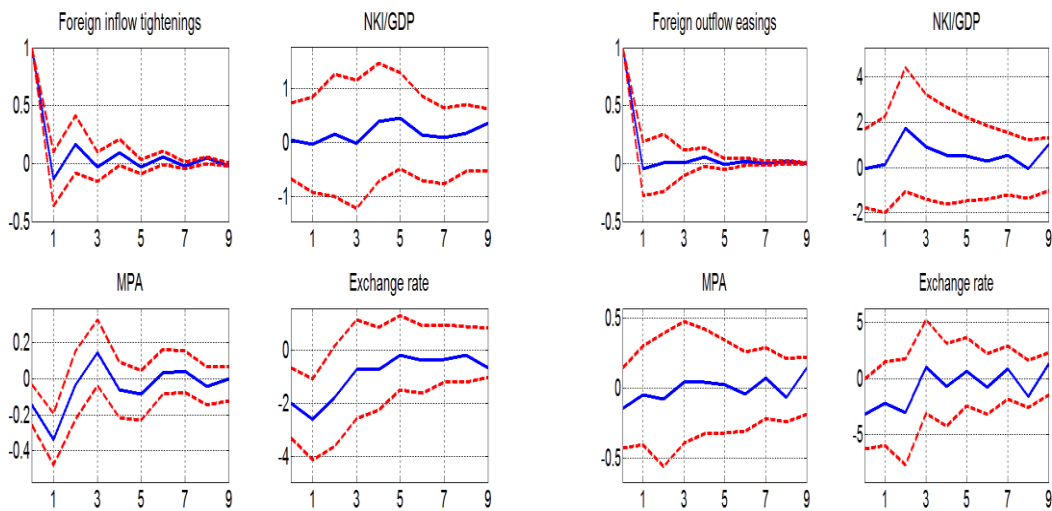 Foreign inflow tightenings
1
0.5
0
-0.5
1 3 5 7 9
NKI/GDP
1
0
-1
1 3 5 7 9
Foreign outflow easings
1
0.5
0
-0.5
1 3 5 7 9
NKI/GDP
4
2
0
-2
1 3 5 7 9
MPA
0.2
0
-0.2
-0.4
1 3 5 7 9
Exchange rate
0
-2
-4
1 3 5 7 9
MPA
0.5
0
-0.5
1 3 5 7 9
Exchange rate
5
0
-5
1 3 5 7 9